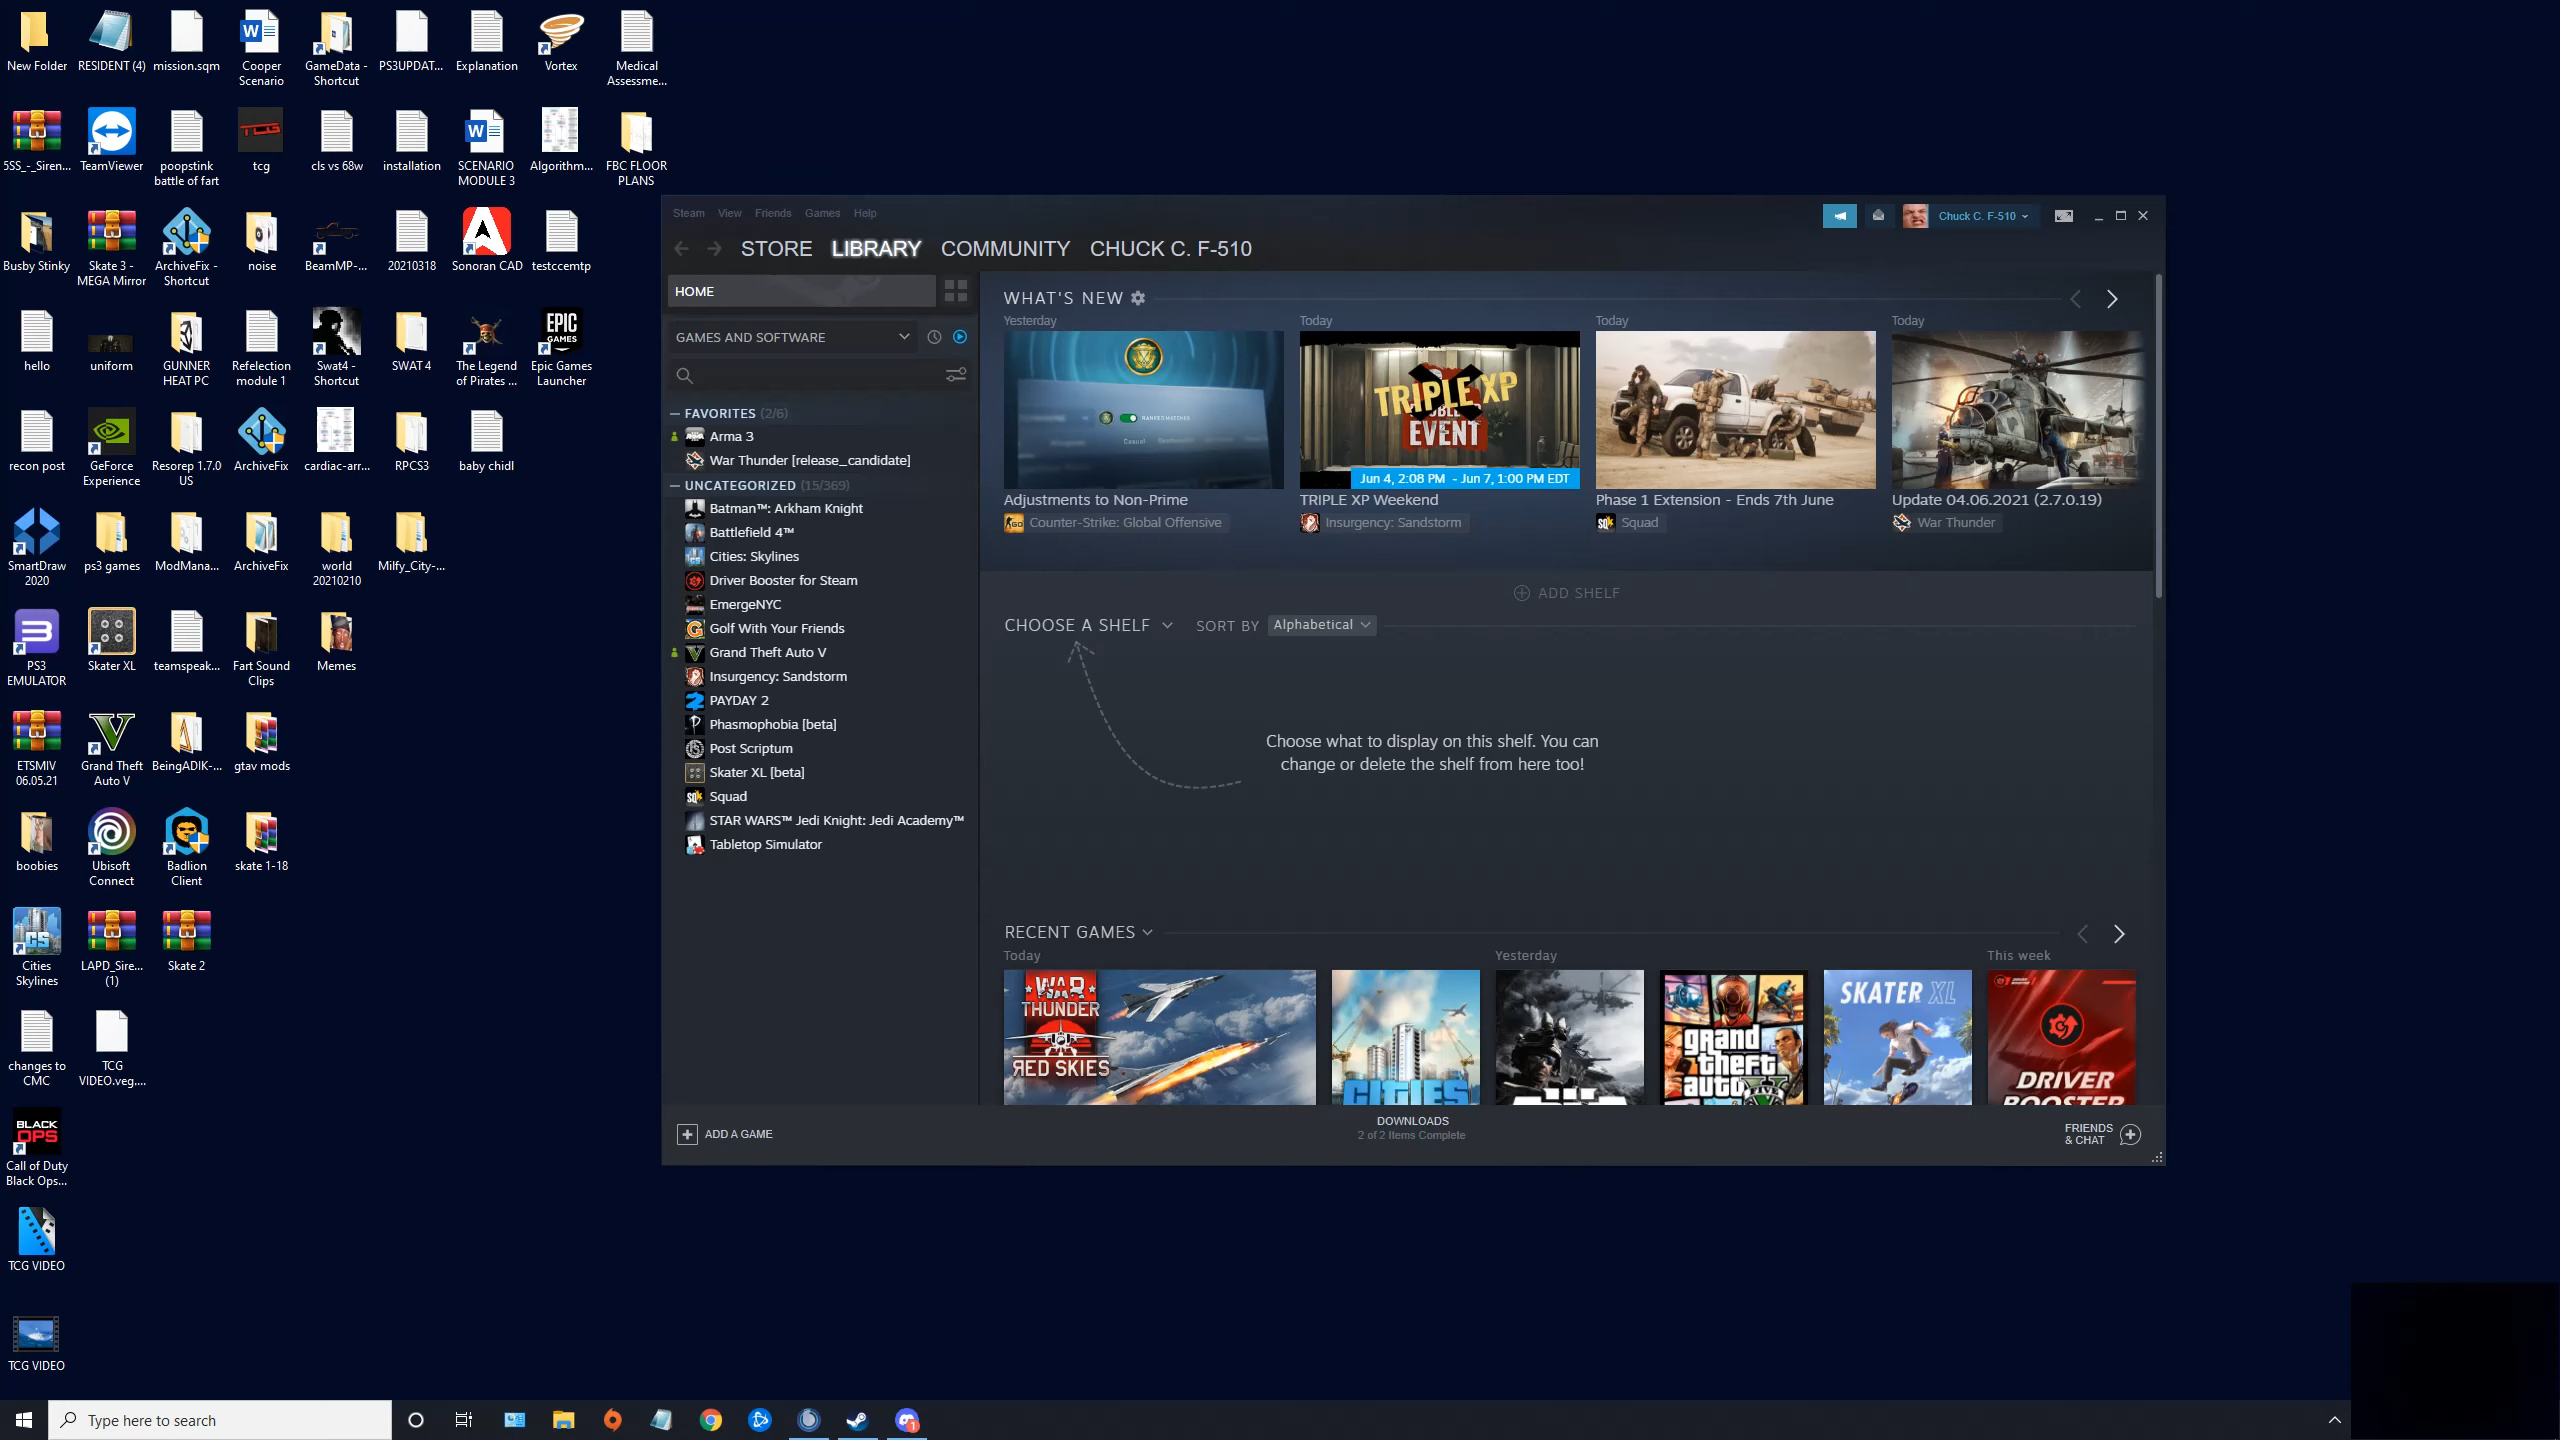 New Folder
RESIDENT (4)
mission.sqm
Cooper
Scenario
GameData -
Shortcut
PS3UPDAT...
Explanation
Vortex
Medical
Assessme...
5SS_-_Siren...
TeamViewer
poopstink
battle of fart
TCG
tcg
cls vs 68w
installation
SCENARIO
MODULE 3
Algorithm...
FBC FLOOR
PLANS
Busby Stinky
Skate 3 -
MEGA Mirror
ArchiveFix -
Shortcut
noise
BeamMP-...
20210318
Sonoran CAD
testccemtp
hello
uniform
GUNNER
HEAT PC
Refelection
module 1
Swat4 -
Shortcut
SWAT 4
The Legend
of Pirates ...
EPIC
GAMES
Epic Games
Launcher
recon post
GeForce
Experience
Resorep 1.7.0
US
ArchiveFix
cardiac-arr...
RPCS3
baby chidl
SmartDraw
2020
ps3 games
ModMana...
ArchiveFix
world
20210210
Milfy_City-...
PS3
EMULATOR
Skater XL
teamspeak...
Fart Sound
Clips
Memes
ETSMIV
06.05.21
Grand Theft
Auto V
BeingADIK-...
gtav mods
boobies
Ubisoft
Connect
Badlion
Client
skate 1-18
CS
Cities
Skylines
LAPD_Sire...
(1)
Skate 2
changes to
CMC
TCG
VIDEO.veg....
BLACK
OPS
Call of Duty
Black Ops...
TCG VIDEO
TCG VIDEO
Steam View Friends Games Help
Chuck C. F-510
STORE LIBRARY COMMUNITY CHUCK C. F-510
HOME
GAMES AND SOFTWARE
FAVORITES (2/6)
Arma 3
War Thunder [release_candidate]
UNCATEGORIZED (15/369)
Batman™: Arkham Knight
Battlefield 4™
Cities: Skylines
Driver Booster for Steam
EmergeNYC
Golf With Your Friends
Grand Theft Auto V
Insurgency: Sandstorm
PAYDAY 2
Phasmophobia [beta]
Post Scriptum
Skater XL [beta]
Squad
STAR WARS™ Jedi Knight: Jedi Academy™
Tabletop Simulator
WHAT'S NEW
Yesterday
Today
Today
Today
RANKED MATCHES
TRIPLE XP
DOUBLE
EVENT
Jun 4, 2:08 PM - Jun 7, 1:00 PM EDT
Adjustments to Non-Prime
TRIPLE XP Weekend
Phase 1 Extension - Ends 7th June
Update 04.06.2021 (2.7.0.19)
Counter-Strike: Global Offensive
Insurgency: Sandstorm
Squad
War Thunder
ADD SHELF
CHOOSE A SHELF
SORT BY Alphabetical
Choose what to display on this shelf. You can
change or delete the shelf from here too!
RECENT GAMES
Today
Yesterday
This week
WAR
THUNDER
RED SKIES
CITIES
grand
theft
auto
SKATER XL
DRIVER
BOOSTER
ADD A GAME
DOWNLOADS
2 of 2 Items Complete
FRIENDS
& CHAT
Type here to search
1